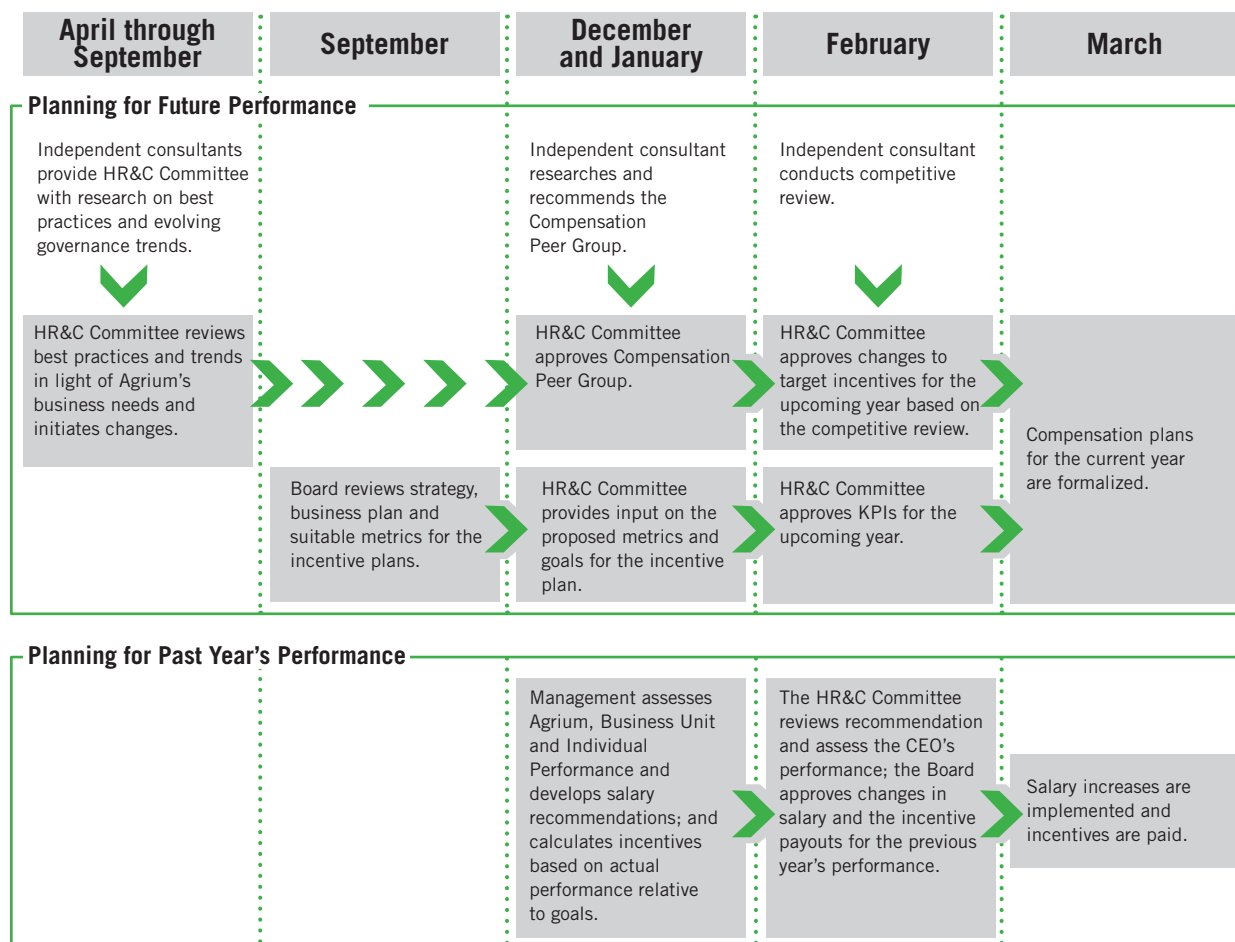 April through
September
September
December
and January
February
March
Planning for Future Performance
Independent consultants
provide HR&C Committee
with research on best
practices and evolving
governance trends.
Independent consultant
researches and
recommends the
Compensation
Peer Group.
Independent consultant
conducts competitive
review.
HR&C Committee reviews
best practices and trends
in light of Agrium’s
business needs and
initiates changes.
HR&C Committee
approves Compensation
Peer Group.
HR&C Committee
approves changes to
target incentives for the
upcoming year based on
the competitive review.
Compensation plans
for the current year
are formalized.
Board reviews strategy,
business plan and
suitable metrics for the
incentive plans.
HR&C Committee
provides input on the
proposed metrics and
goals for the incentive
plan.
HR&C Committee
approves KPIs for the
upcoming year.
Planning for Past Year’s Performance
Management assesses
Agrium, Business Unit
and Individual
Performance and
develops salary
recommendations; and
calculates incentives
based on actual
performance relative
to goals.
The HR&C Committee
reviews recommendation
and assess the CEO’s
performance; the Board
approves changes in
salary and the incentive
payouts for the previous
year’s performance.
Salary increases are
implemented and
incentives are paid.